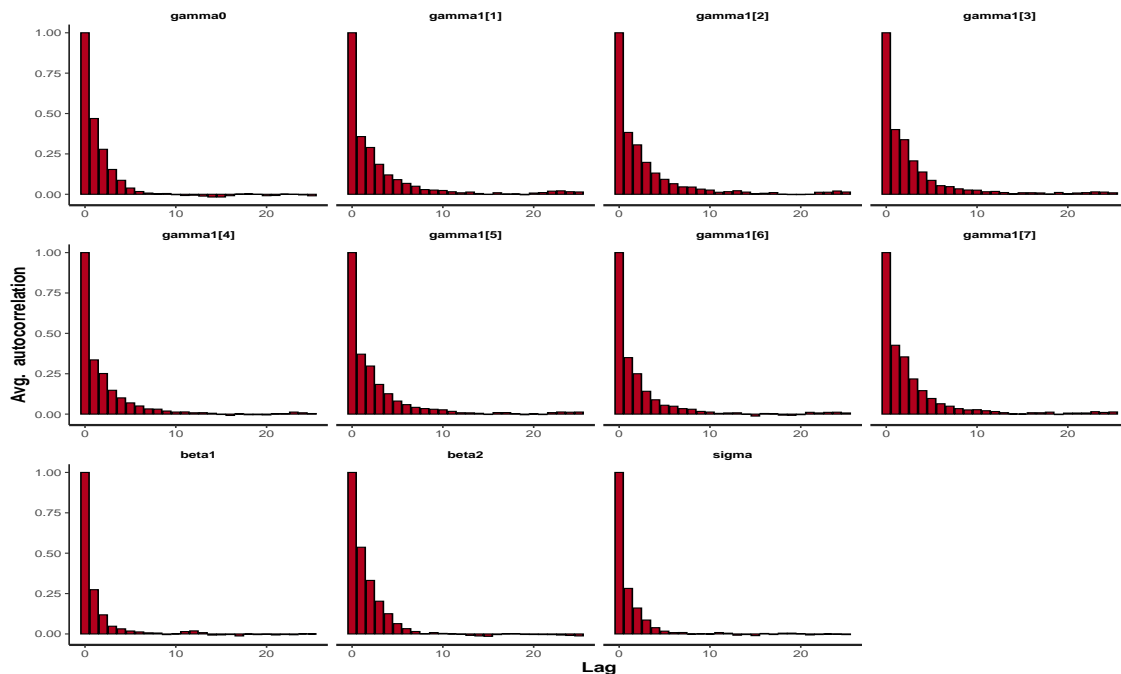 gamma0 gamma1[1] gamma1[2] gamma1[3]
1.00
0.75
0.50
0.25
0.00
0 10 20 0 10 20 0 10 20 0 10 20
gamma1[4] gamma1[5] gamma1[6] gamma1[7]
1.00
0.75
0.50
0.25
0.00
0 10 20 0 10 20 0 10 20 0 10 20
beta1 beta2 sigma
1.00
0.75
0.50
0.25
0.00
0 10 20 0 10 20 0 10 20
Avg. autocorrelation
Lag